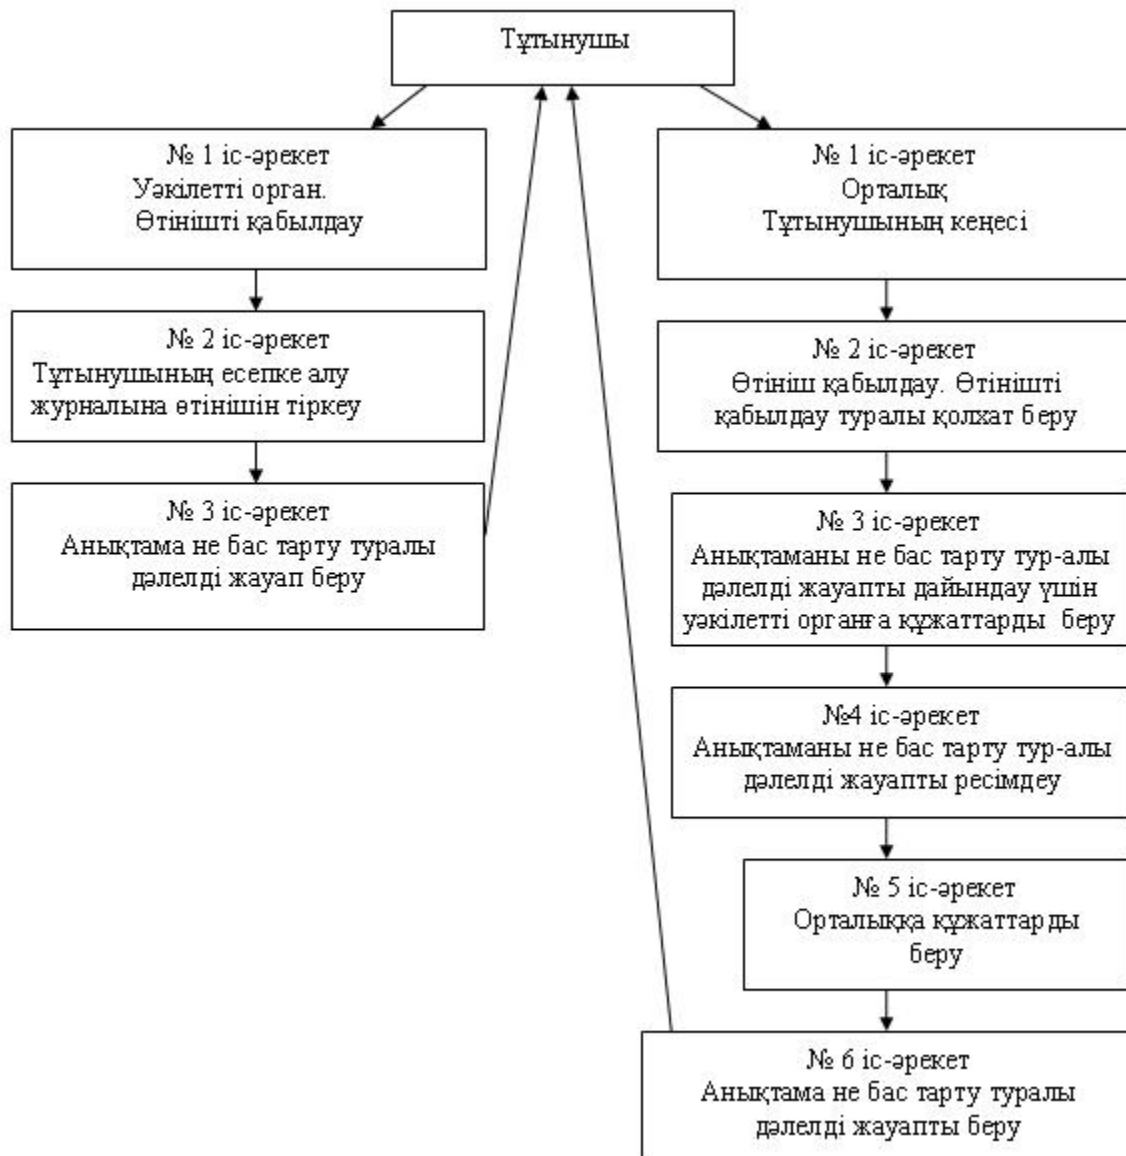 Тұтынушы
№ 1 іс-әрекет
Уәкілетті орган.
Өтінішті қабылдау
№ 2 іс-әрекет
Тұтынушының есепке алу
журналына өтінішін тіркеу
№ 3 іс-әрекет
Анықтама не бас тарту туралы
дәлелді жауап беру
№ 1 іс-әрекет
Орталық
Тұтынушының кеңесі
№ 2 іс-әрекет
Өтініш қабылдау. Өтінішті
қабылдау туралы қолхат беру
№ 3 іс-әрекет
Анықтаманы не бас тарту тур-алы
дәлелді жауапты дайындау үшін
уәкілетті органға құжаттарды беру
№4 іс-әрекет
Анықтаманы не бас тарту тур-алы
дәлелді жауапты ресімдеу
№ 5 іс-әрекет
Орталыққа құжаттарды
беру
№ 6 іс-әрекет
Анықтама не бас тарту туралы
дәлелді жауапты беру